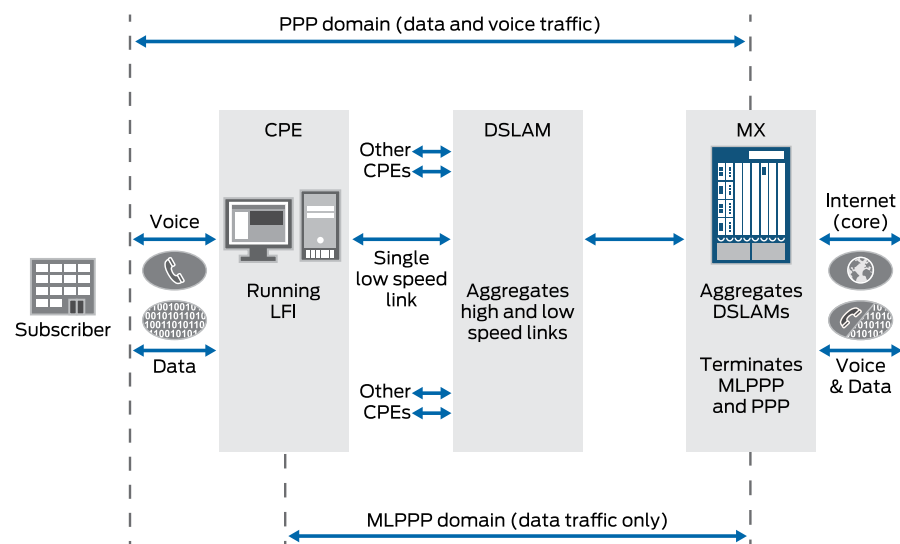 PPP domain (data and voice traffic)
CPE
DSLAM
MX
Other
CPEs
Voice
Internet
(core)
Single
low speed
link
Running
LFI
Aggregates
high and low
speed links
Aggregates
DSLAMs
Subscriber
Data
Terminates
MLPPP
and PPP
Voice
& Data
Other
CPEs
MLPPP domain (data traffic only)